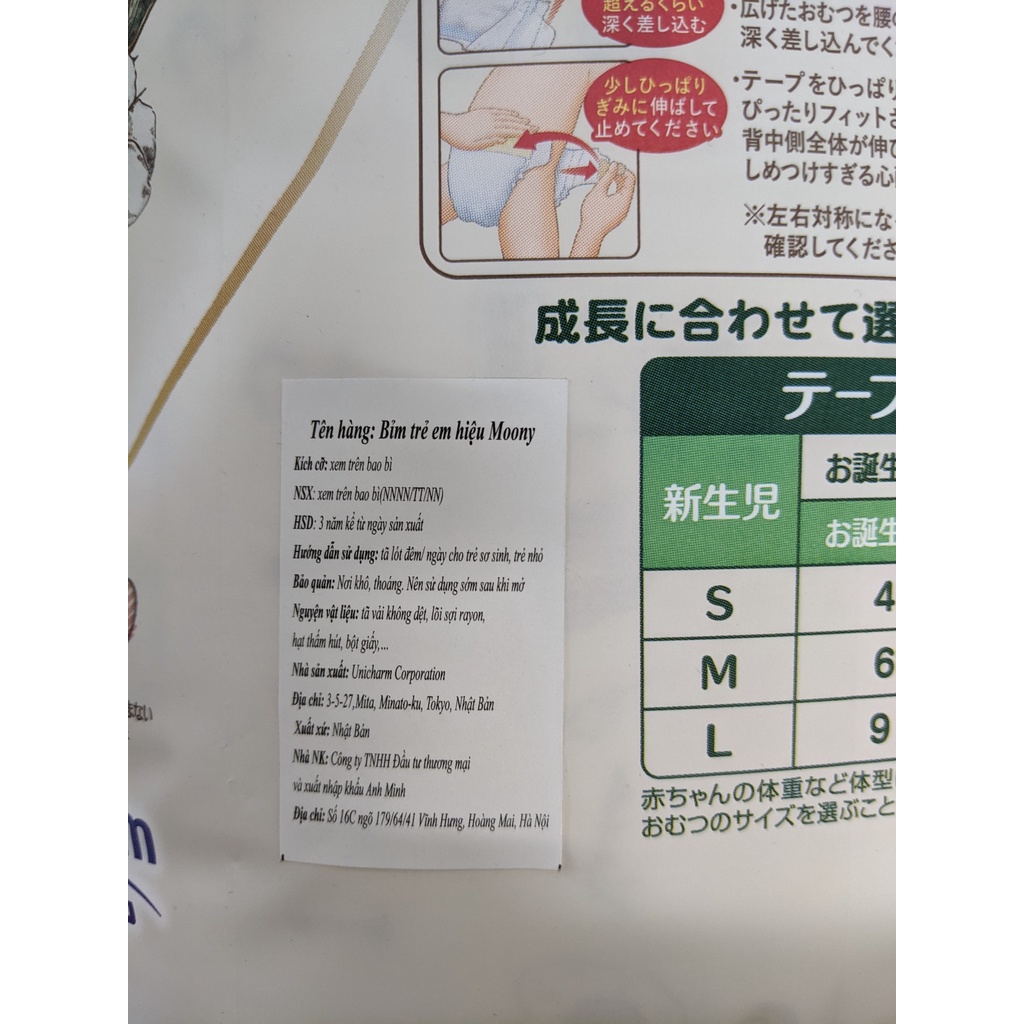 超えるくらい
深く差し込む
・広げたおむつを腰の
深く差し込んでく
少しひっぱり
ぎみに伸ばして
止めてください
・テープをひっぱり
ぴったりフィットさ
背中側全体が伸び
しめつけすぎる心
※左右対称にな
確認してくださ
成長に合わせて選
テープ
新生児
お誕生
お誕生
S
4
M
6
L
9
赤ちゃんの体重など体型
おむつのサイズを選ぶこと
Tên hàng: Bỉm trẻ em hiệu Moony
Kích cỡ: xem trên bao bì
NSX: xem trên bao bì(NNNN/TT/NN)
HSD: 3 năm kể từ ngày sản xuất
Hướng dẫn sử dụng: tã lót đêm/ ngày cho trẻ sơ sinh, trẻ nhỏ
Bảo quản: Nơi khô, thoáng. Nên sử dụng sớm sau khi mở
Nguyện vật liệu: tã vải không dệt, lõi sợi rayon,
hạt thấm hút, bột giấy,...
Nhà sản xuất: Unicharm Corporation
Địa chỉ: 3-5-27,Mita, Minato-ku, Tokyo, Nhật Bản
Xuất xứ: Nhật Bản
Nhà NK: Công ty TNHH Đầu tư thương mại
và xuất nhập khẩu Anh Minh
Địa chỉ: Số 16C ngõ 179/64/41 Vĩnh Hưng, Hoàng Mai, Hà Nội
ない
m